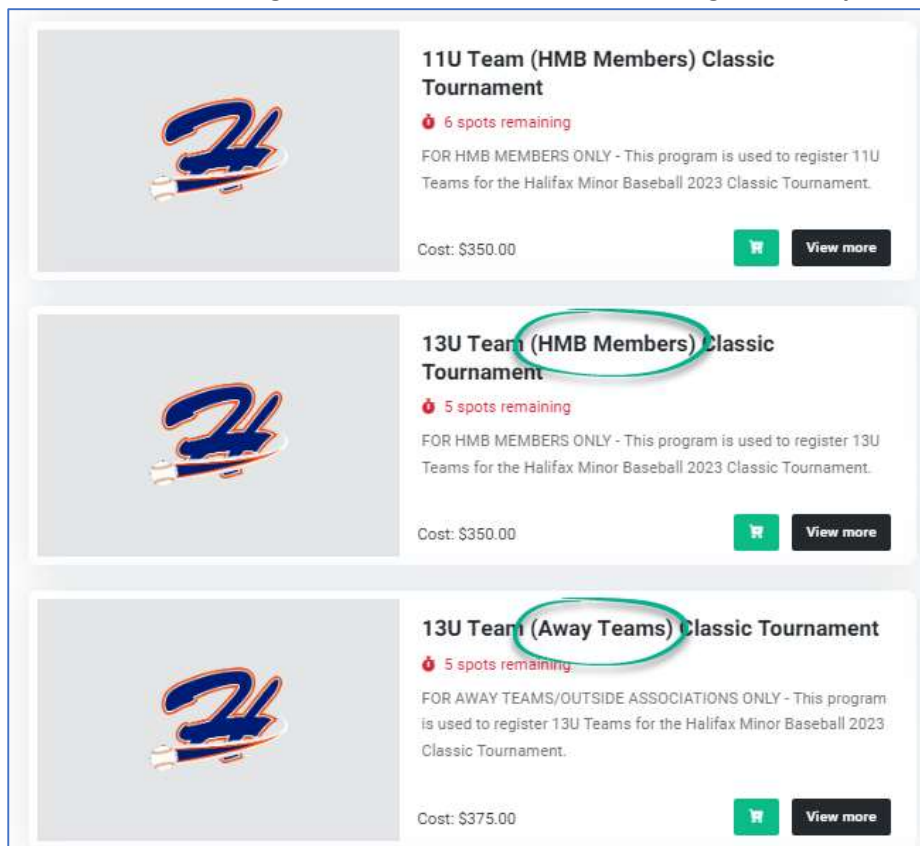 11U Team (HMB Members) Classic
Tournament
6 spots remaining
FOR HMB MEMBERS ONLY - This program is used to register 11U
Teams for the Halifax Minor Baseball 2023 Classic Tournament.
Cost: $350.00
View more
13U Team (HMB Members) Classic
Tournament
5 spots remaining
FOR HMB MEMBERS ONLY - This program is used to register 13U
Teams for the Halifax Minor Baseball 2023 Classic Tournament.
Cost: $350.00
View more
13U Team (Away Teams) Classic Tournament
5 spots remaining
FOR AWAY TEAMS/OUTSIDE ASSOCIATIONS ONLY - This program
is used to register 13U Teams for the Halifax Minor Baseball 2023
Classic Tournament.
Cost: $375.00
View more